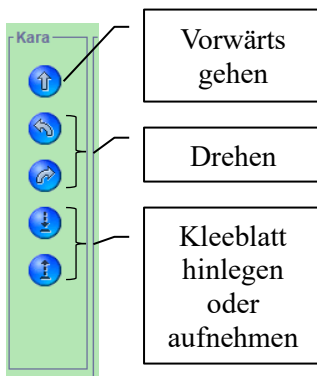 Kara
Vorwärts
gehen
Drehen
Kleeblatt
hinlegen
oder
aufnehmen